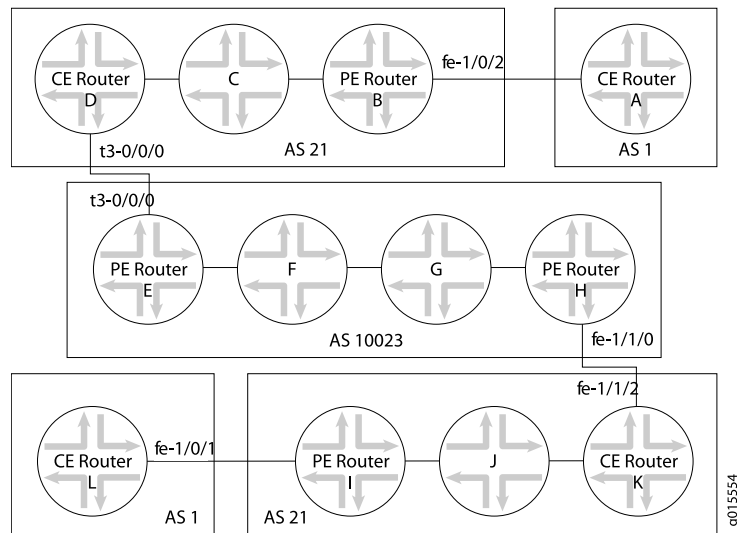 fe-1/0/2
CE Router
D
C
PE Router
B
CE Router
A
AS 21
AS 1
t3-0/0/0
t3-0/0/0
PE Router
E
F
G
PE Router
H
AS 10023
fe-1/1/0
fe-1/1/2
fe-1/0/1
CE Router
L
PE Router
I
J
CE Router
K
AS 1
AS 21
g015554